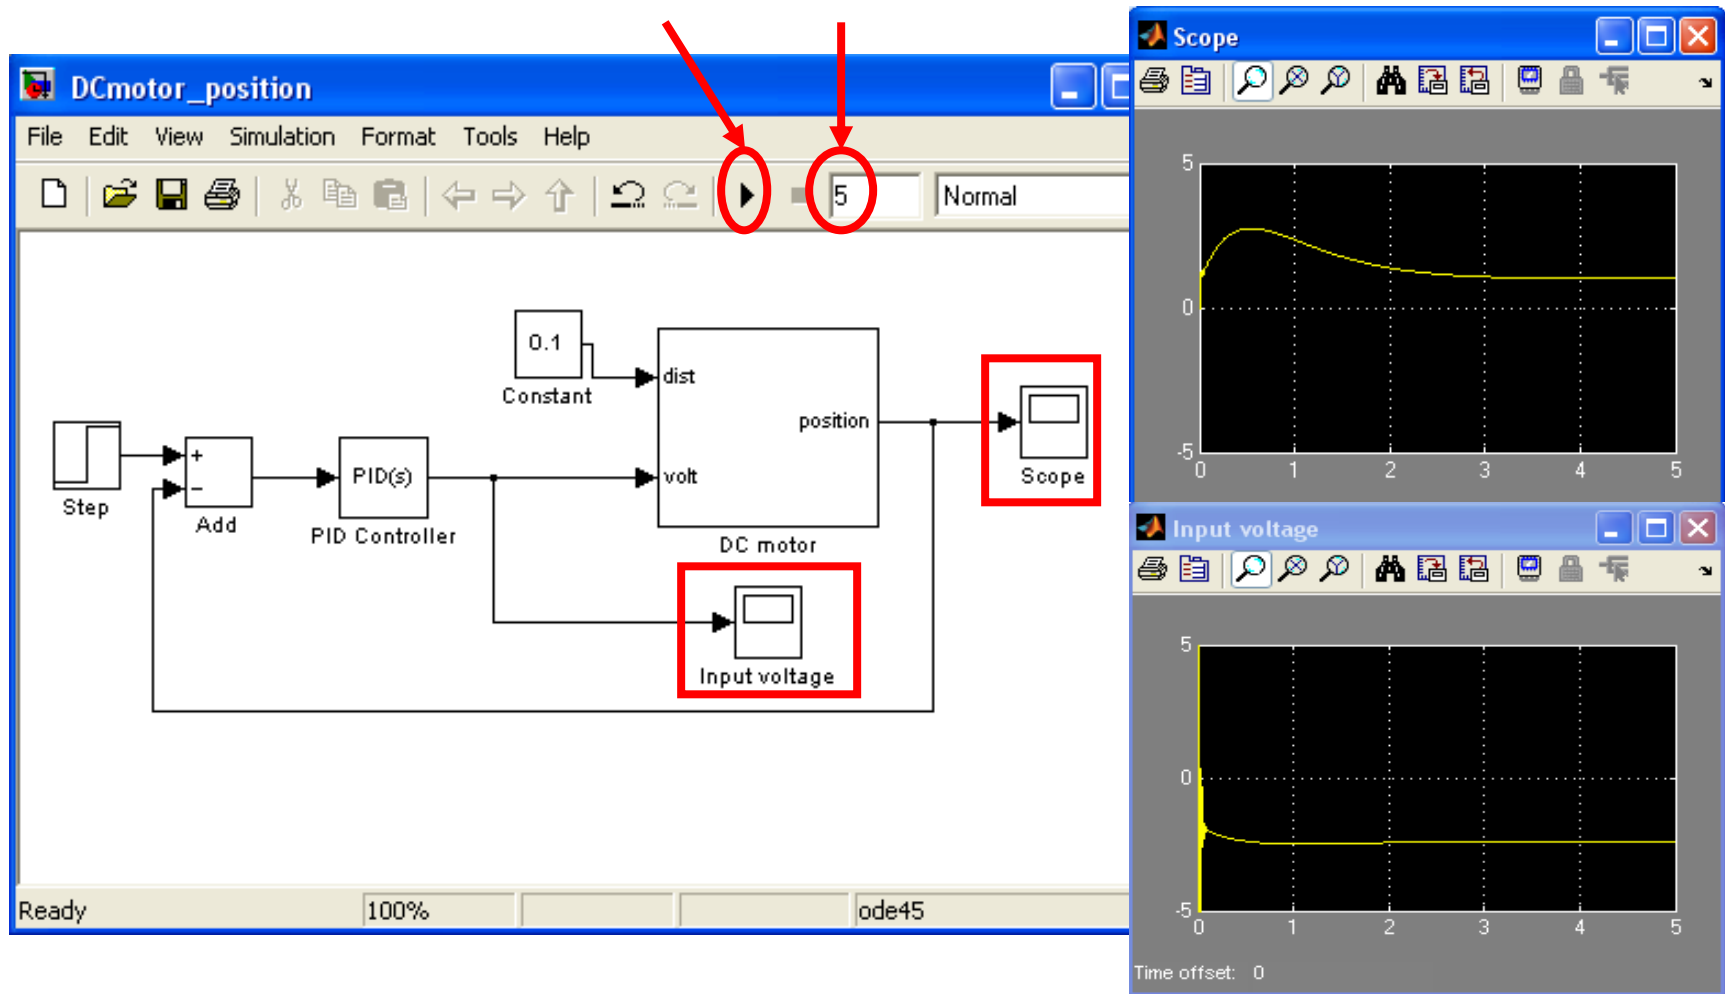 DCmotor_position
File Edit View Simulation Format Tools Help
5 Normal
0.1
Constant
dist
position
volt
DC motor
Step
+
−
Add
PID(s)
PID Controller
Scope
Input voltage
Ready 100% ode45
Scope
5
0
-5
0 1 2 3 4 5
Input voltage
5
0
-5
0 1 2 3 4 5
Time offset: 0